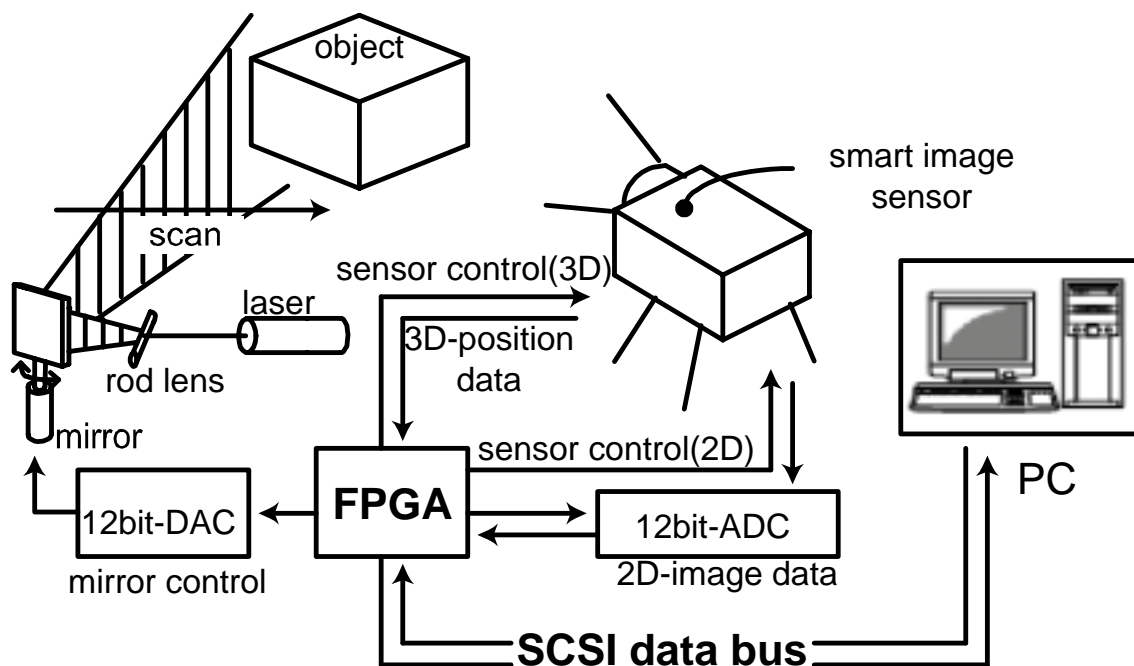 object
smart image
sensor
scan
sensor control(3D)
laser
3D-position
data
rod lens
mirror
sensor control(2D)
PC
FPGA
12bit-DAC
12bit-ADC
mirror control
2D-image data
SCSI data bus